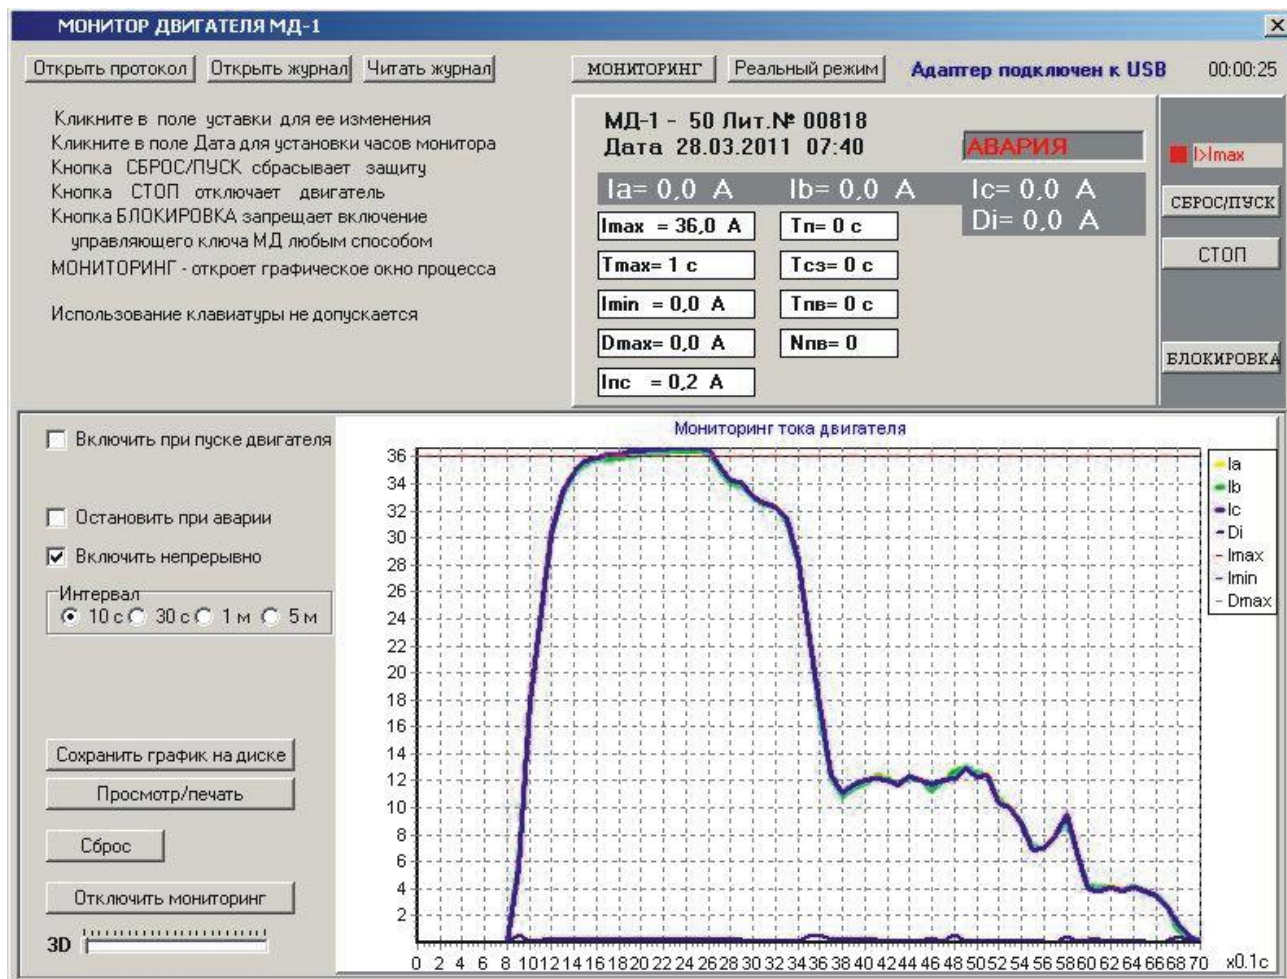 МОНИТОР ДВИГАТЕЛЯ МД-1
Открыть протокол Открыть журнал Читать журнал МОНИТОРИНГ Реальный режим Адаптер подключен к USB 00:00:25
Кликните в поле уставки для ее изменения
Кликните в поле Дата для установки часов монитора
Кнопка СБРОС/ПУСК сбрасывает защиту
Кнопка СТОП отключает двигатель
Кнопка БЛОКИРОВКА запрещает включение
управляющего ключа МД любым способом
МОНИТОРИНГ - откроет графическое окно процесса
Использование клавиатуры не допускается
МД-1 - 50 Лит.№ 00818
Дата 28.03.2011 07:40
АВАРИЯ
Ia= 0,0 A Ib= 0,0 A Ic= 0,0 A
Di= 0,0 A
Imax = 36,0 A Тп= 0 с
Tmax= 1 с Тсз= 0 с
Imin = 0,0 A Тпв= 0 с
Dmax= 0,0 A Nпв= 0
Iпс = 0,2 A
I>Imax
СБРОС/ПУСК
СТОП
БЛОКИРОВКА
Включить при пуске двигателя
Остановить при аварии
Включить непрерывно
Интервал
10 с 30 с 1 м 5 м
Сохранить график на диске
Просмотр/печать
Сброс
Отключить мониторинг
3D
Мониторинг тока двигателя
36
34
32
30
28
26
24
22
20
18
16
14
12
10
8
6
4
2
0 2 4 6 8 10 12 14 16 18 20 22 24 26 28 30 32 34 36 38 40 42 44 46 48 50 52 54 56 58 60 62 64 66 68 70 x0.1c
Ia
Ib
Ic
Di
Imax
Imin
Dmax